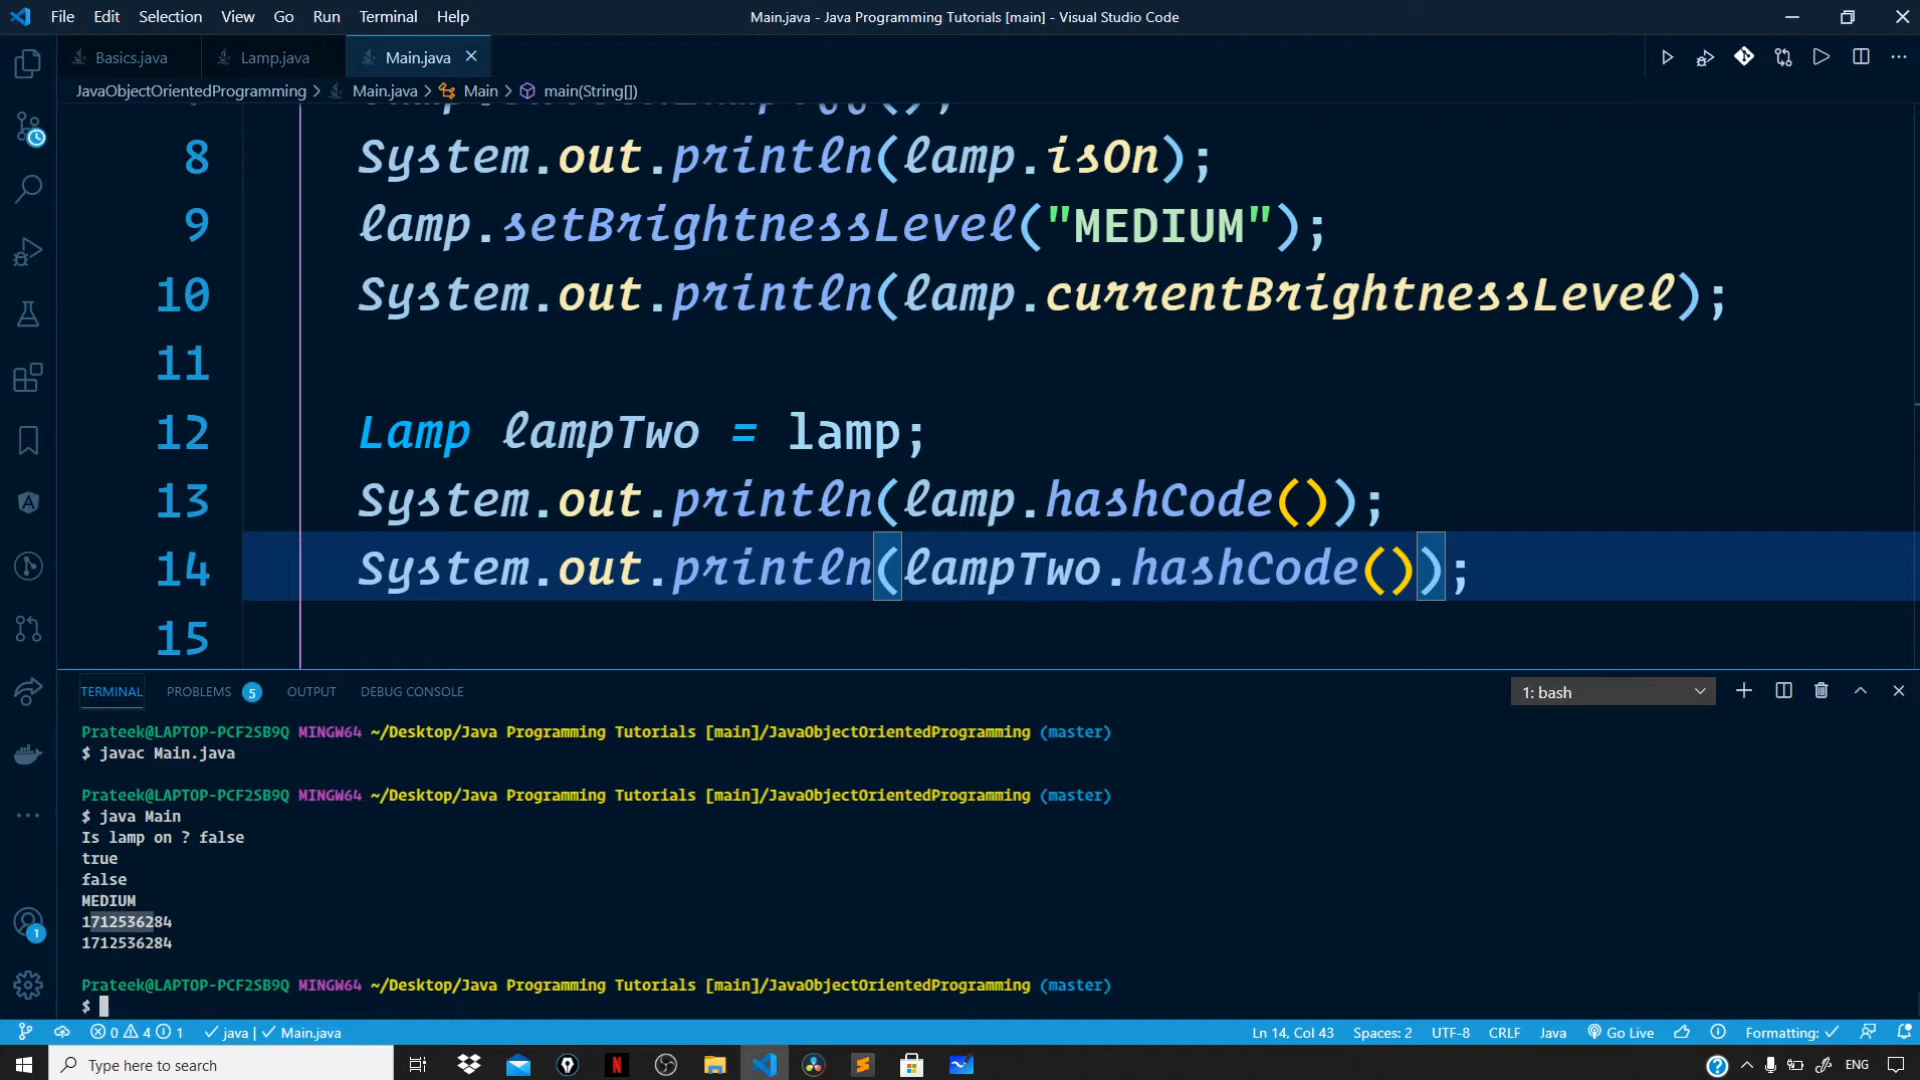 File Edit Selection View Go Run Terminal Help
Main.java - Java Programming Tutorials [main] - Visual Studio Code
Basics.java Lamp.java Main.java
JavaObjectOrientedProgramming > Main.java > Main > main(String[])
8 System.out.println(lamp.isOn);
9 lamp.setBrightnessLevel("MEDIUM");
10 System.out.println(lamp.currentBrightnessLevel);
11
12 Lamp lampTwo = lamp;
13 System.out.println(lamp.hashCode());
14 System.out.println(lampTwo.hashCode());
15
TERMINAL PROBLEMS 5 OUTPUT DEBUG CONSOLE 1: bash
Prateek@LAPTOP-PCF2SB9Q MINGW64 ~/Desktop/Java Programming Tutorials [main]/JavaObjectOrientedProgramming (master)
$ javac Main.java
Prateek@LAPTOP-PCF2SB9Q MINGW64 ~/Desktop/Java Programming Tutorials [main]/JavaObjectOrientedProgramming (master)
$ java Main
Is lamp on ? false
true
false
MEDIUM
1712536284
1712536284
Prateek@LAPTOP-PCF2SB9Q MINGW64 ~/Desktop/Java Programming Tutorials [main]/JavaObjectOrientedProgramming (master)
$
1
0 4 1 java | Main.java Ln 14, Col 43 Spaces: 2 UTF-8 CRLF Java Go Live Formatting:
Type here to search ENG